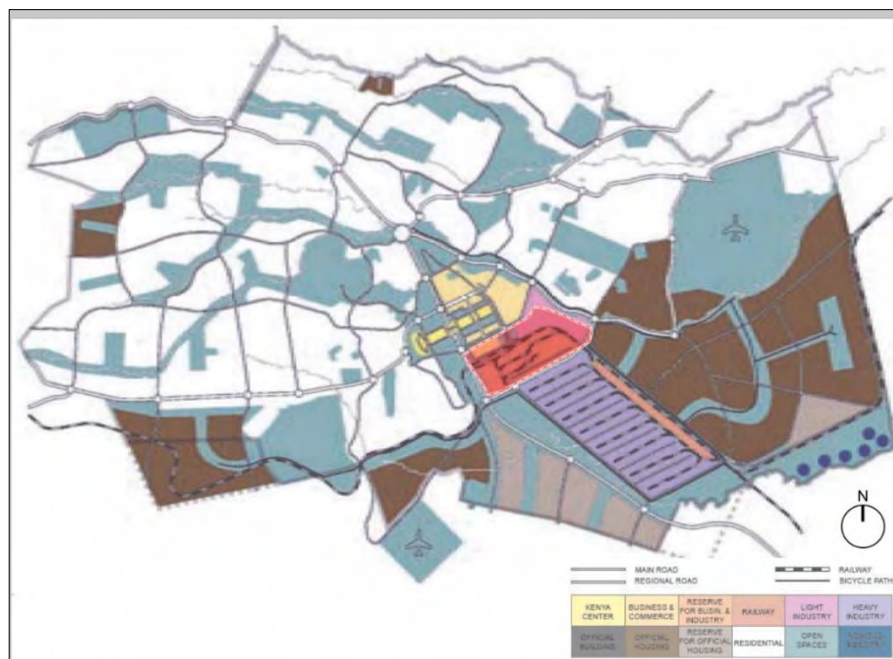 N
MAIN ROAD
REGIONAL ROAD
RAILWAY
BICYCLE PATH
KENYA
CENTER
BUSINESS &
COMMERCE
RESERVE
FOR BUSIN. &
INDUSTRY
RAILWAY
LIGHT
INDUSTRY
HEAVY
INDUSTRY
OFFICIAL
BUILDING
OFFICIAL
HOUSING
RESERVE
FOR OFFICIAL
HOUSING
RESIDENTIAL
OPEN
SPACES
INDUSTRY